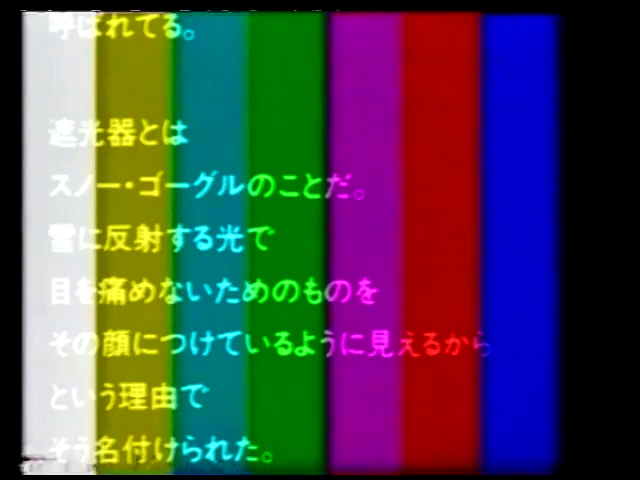 呼ばれてる。
遮光器とは
スノー・ゴーグルのことだ。
雪に反射する光で
目を痛めないためのものを
その顔につけているように見えるから
という理由で
そう名付けられた。